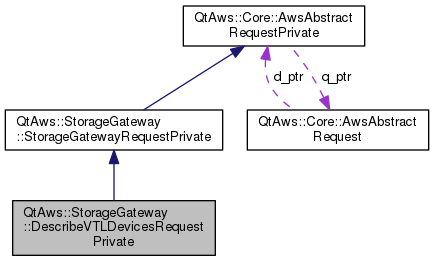 QtAws::Core::AwsAbstract
RequestPrivate
d_ptr
q_ptr
QtAws::StorageGateway
::StorageGatewayRequestPrivate
QtAws::Core::AwsAbstract
Request
QtAws::StorageGateway
::DescribeVTLDevicesRequest
Private